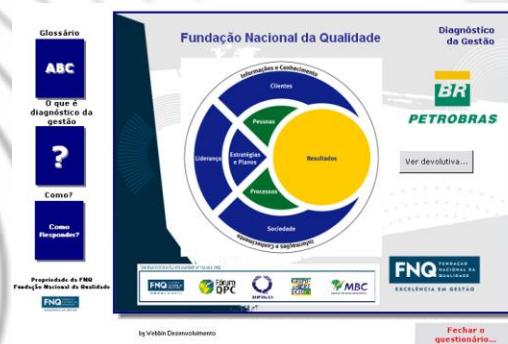 Glossário
ABC
O que é
diagnóstico da
gestão
?
Como?
Como
Responder?
Propriedade da FNQ
Fundação Nacional da Qualidade
FNQ
Fundação Nacional da Qualidade
Informações e Conhecimento
Clientes
Pessoas
Liderança
Estratégias
e Planos
Resultados
Processos
Sociedade
Informações e Conhecimento
FNQ
Fórum
QPC
MBC
by Webbin Desenvolvimento
Diagnóstico
da Gestão
BR
PETROBRAS
Ver devolutiva...
FNQ
FUNDAÇÃO
NACIONAL DA
QUALIDADE
EXCELÊNCIA EM GESTÃO
Fechar o
questionário...